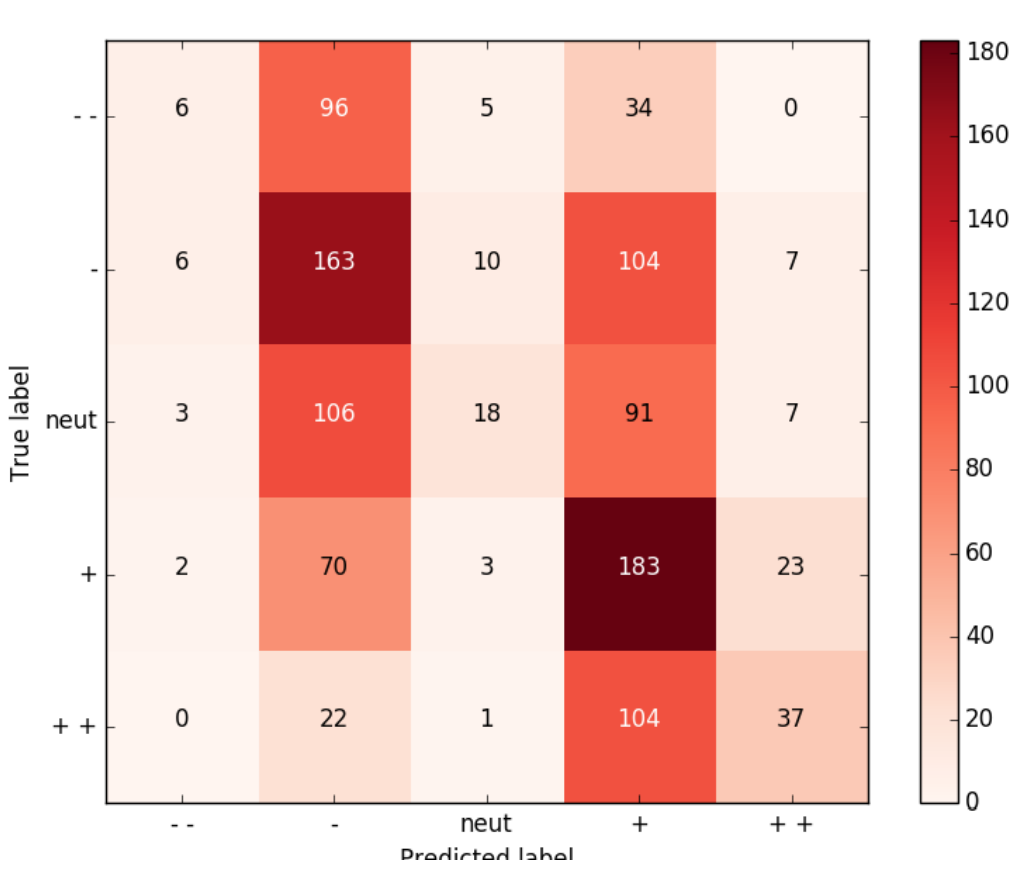 True label
- -
6 96 5 34 0
-
6 163 10 104 7
neut
3 106 18 91 7
+
2 70 3 183 23
+ +
0 22 1 104 37
- - - neut + + +
Predicted label
180
160
140
120
100
80
60
40
20
0